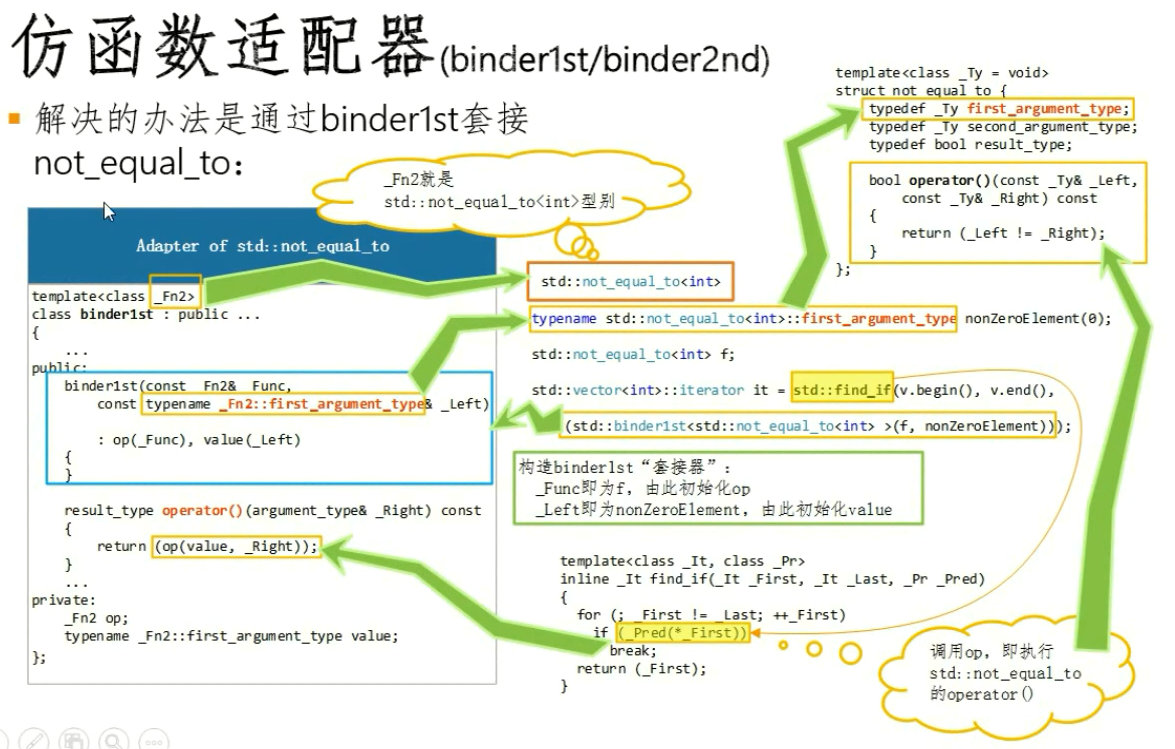 仿函数适配器(binder1st/binder2nd)
解决的办法是通过binder1st套接
not_equal_to：
_Fn2就是
std::not_equal_to<int>型别
Adapter of std::not_equal_to
template<class _Fn2>
class binder1st : public ...
{
...
public:
binder1st(const _Fn2& _Func,
const typename _Fn2::first_argument_type& _Left)
: op(_Func), value(_Left)
{
}
result_type operator()(argument_type& _Right) const
{
return (op(value, _Right));
}
...
private:
_Fn2 op;
typename _Fn2::first_argument_type value;
};
std::not_equal_to<int>
typename std::not_equal_to<int>::first_argument_type nonZeroElement(0);
std::not_equal_to<int> f;
std::vector<int>::iterator it = std::find_if(v.begin(), v.end(),
(std::binder1st<std::not_equal_to<int> >(f, nonZeroElement)));
构造binder1st“套接器”：
_Func即为f，由此初始化op
_Left即为nonZeroElement，由此初始化value
template<class _It, class _Pr>
inline _It find_if(_It _First, _It _Last, _Pr _Pred)
{
for (; _First != _Last; ++_First)
if (_Pred(*_First))
break;
return (_First);
}
template<class _Ty = void>
struct not_equal_to {
typedef _Ty first_argument_type;
typedef _Ty second_argument_type;
typedef bool result_type;
bool operator()(const _Ty& _Left,
const _Ty& _Right) const
{
return (_Left != _Right);
}
};
调用op，即执行
std::not_equal_to
的operator()